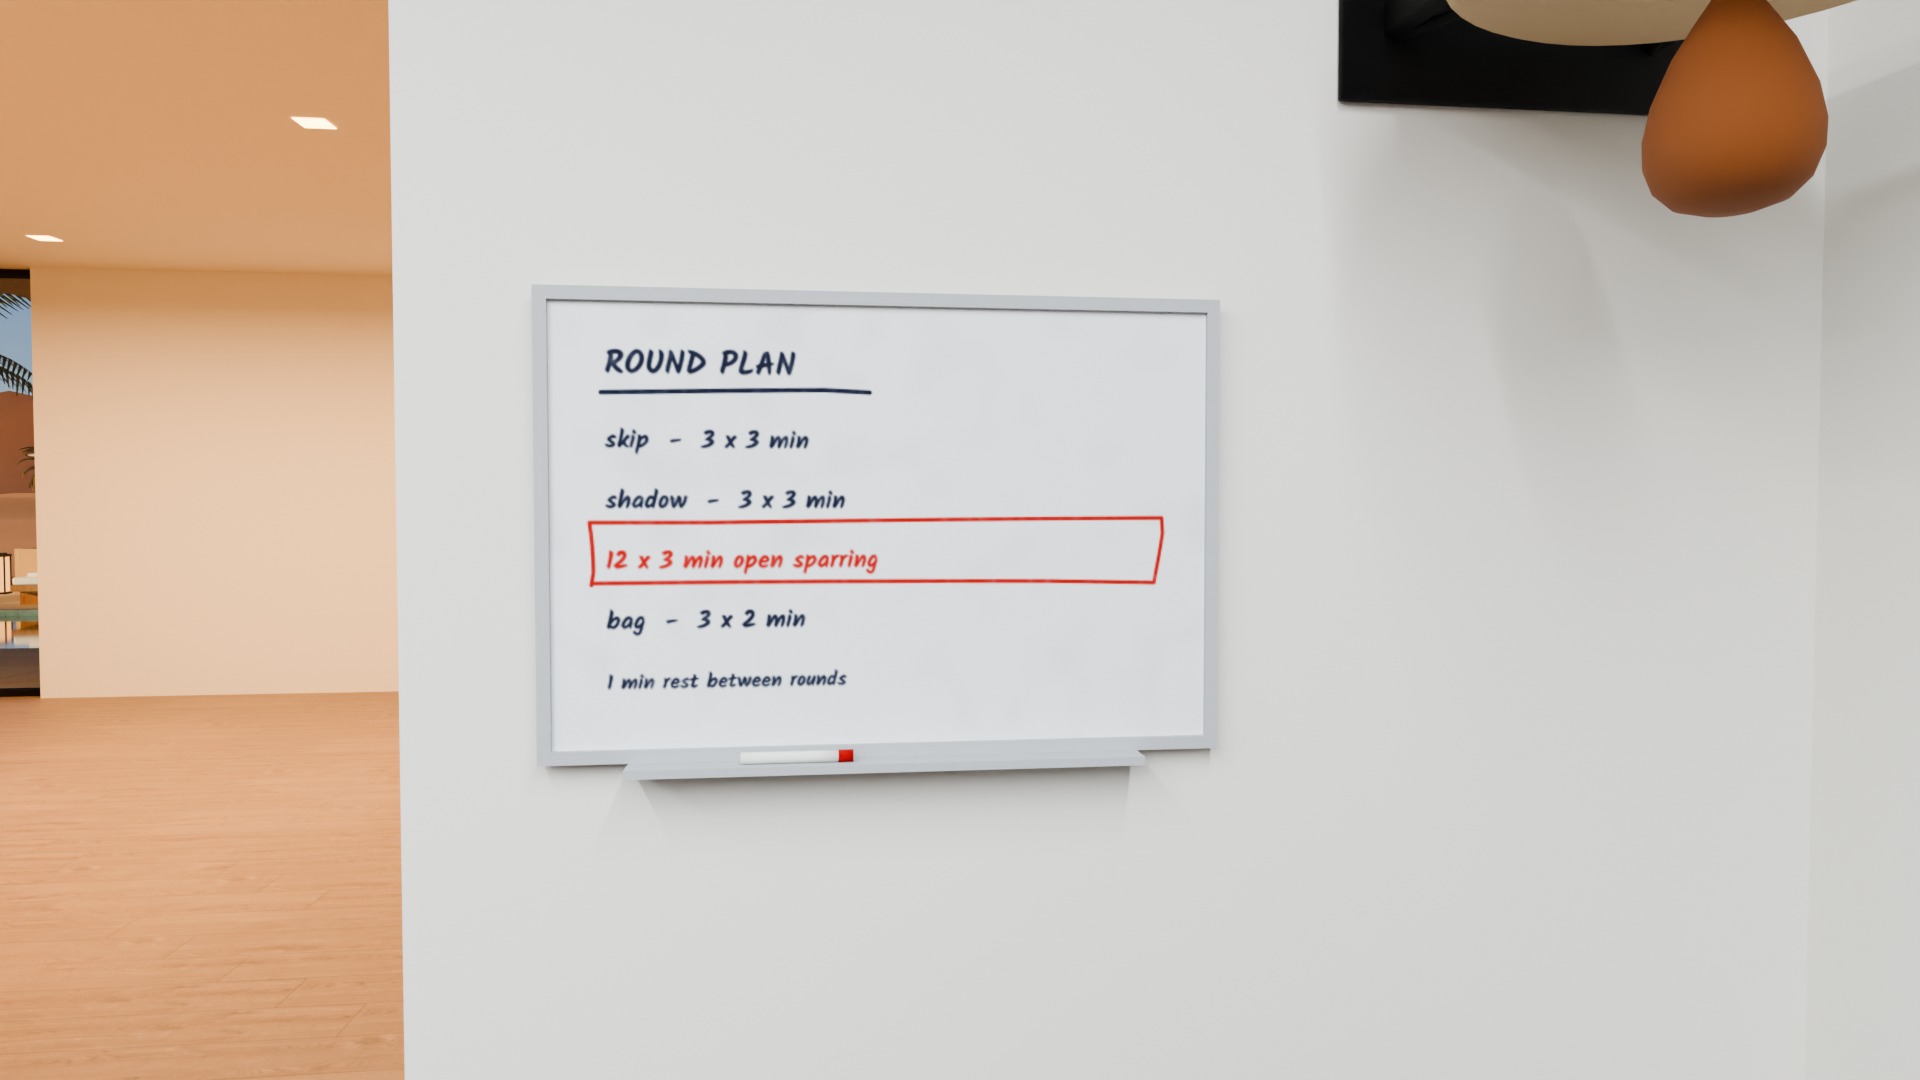 ROUND PLAN
skip - 3 x 3 min
shadow - 3 x 3 min
12 x 3 min open sparring
bag - 3 x 2 min
1 min rest between rounds